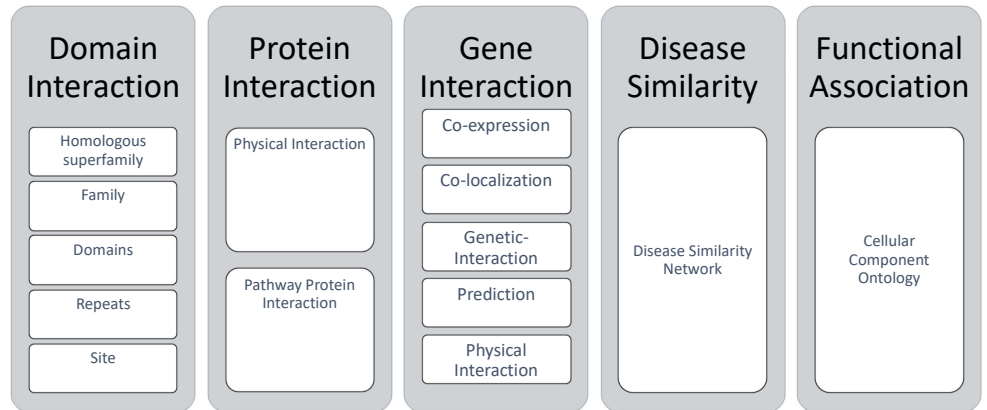 Domain
Interaction
Homologous
superfamily
Family
Domains
Repeats
Site
Protein
Interaction
Physical Interaction
Pathway Protein
Interaction
Gene
Interaction
Co-expression
Co-localization
Genetic-
Interaction
Prediction
Physical
Interaction
Disease
Similarity
Disease Similarity
Network
Functional
Association
Cellular
Component
Ontology